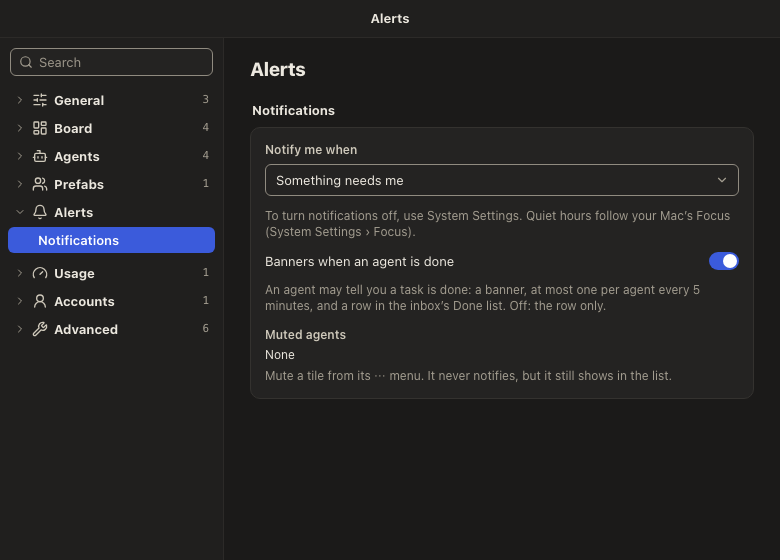 Alerts
Search
General 3
Board 4
Agents 4
Prefabs 1
Alerts
Notifications
Usage 1
Accounts 1
Advanced 6
Alerts
Notifications
Notify me when
Something needs me
To turn notifications off, use System Settings. Quiet hours follow your Mac's Focus
(System Settings › Focus).
Banners when an agent is done
An agent may tell you a task is done: a banner, at most one per agent every 5
minutes, and a row in the inbox's Done list. Off: the row only.
Muted agents
None
Mute a tile from its ··· menu. It never notifies, but it still shows in the list.